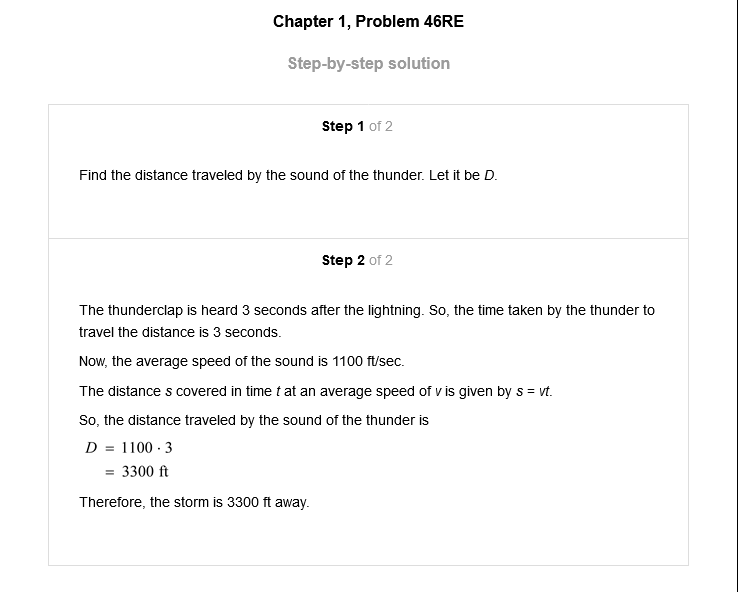 Chapter 1, Problem 46RE
Step-by-step solution
Step 1 of 2
Find the distance traveled by the sound of the thunder. Let it be D.
Step 2 of 2
The thunderclap is heard 3 seconds after the lightning. So, the time taken by the thunder to
travel the distance is 3 seconds.
Now, the average speed of the sound is 1100 ft/sec.
The distance s covered in time t at an average speed of v is given by s = vt.
So, the distance traveled by the sound of the thunder is
D = 1100 · 3
= 3300 ft
Therefore, the storm is 3300 ft away.